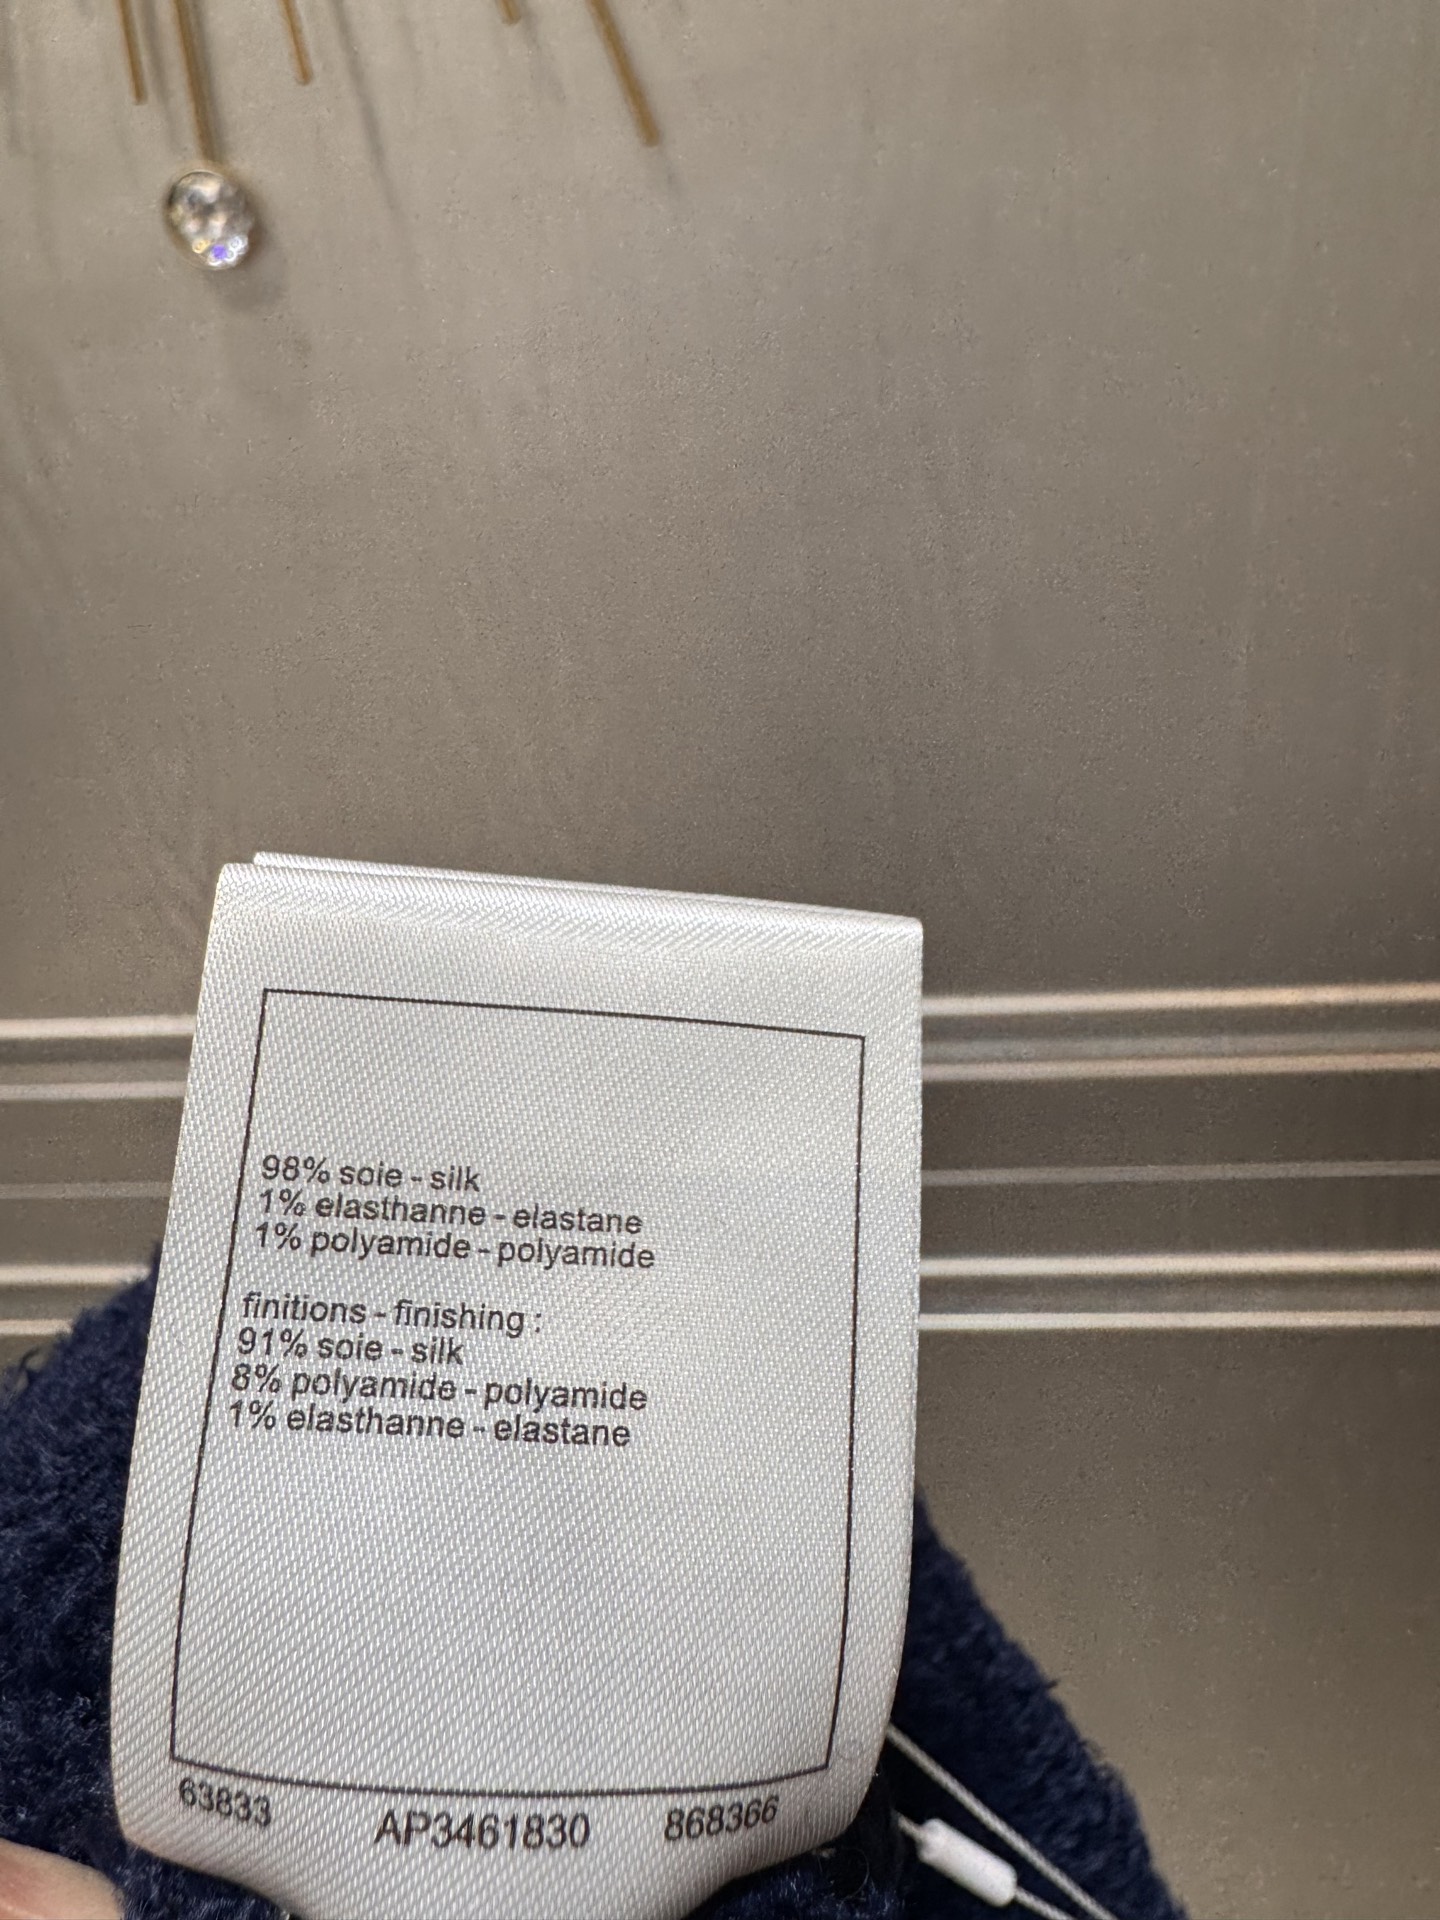 98% soie - silk
1% elasthanne - elastane
1% polyamide - polyamide
finitions - finishing :
91% soie - silk
8% polyamide - polyamide
1% elasthanne - elastane
63833 AP3461830 868366